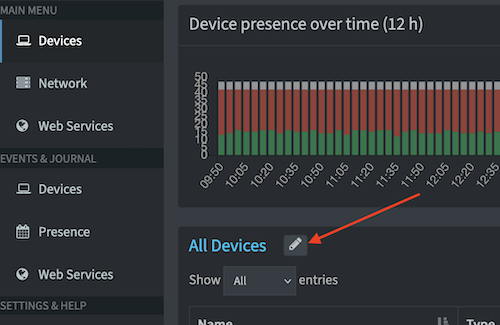 MAIN MENU
Devices
Network
Web Services
EVENTS & JOURNAL
Devices
Presence
Web Services
SETTINGS & HELP
Device presence over time (12 h)
50
45
40
35
30
25
20
15
10
5
0
09:50
10:05
10:20
10:35
10:50
11:05
11:20
11:35
11:50
12:05
12:20
12:35
All Devices
Show All entries
Name Type